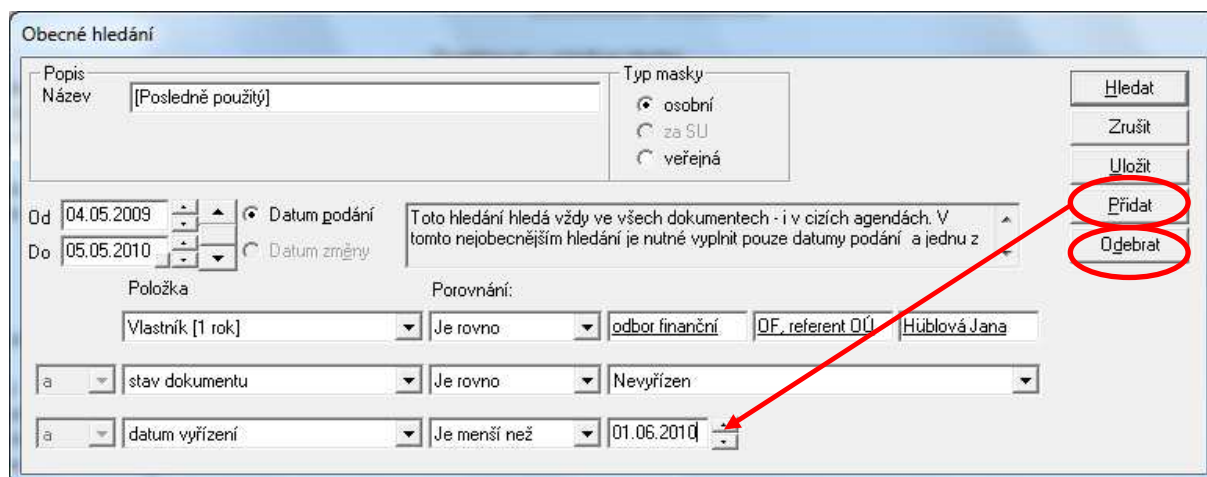 Obecné hledání
Popis
Název [Posledně použitý]
Typ masky
osobní
za SU
veřejná
Hledat
Zrušit
Uložit
Přidat
Odebrat
Od 04.05.2009
Do 05.05.2010
Datum podání
Datum změny
Toto hledání hledá vždy ve všech dokumentech - i v cizích agendách. V
tomto nejobecnějším hledání je nutné vyplnit pouze datumy podání a jednu z
Položka Porovnání:
Vlastník [1 rok] Je rovno odbor finanční OF, referent OÚ Hüblová Jana
a stav dokumentu Je rovno Nevyřízen
a datum vyřízení Je menší než 01.06.2010